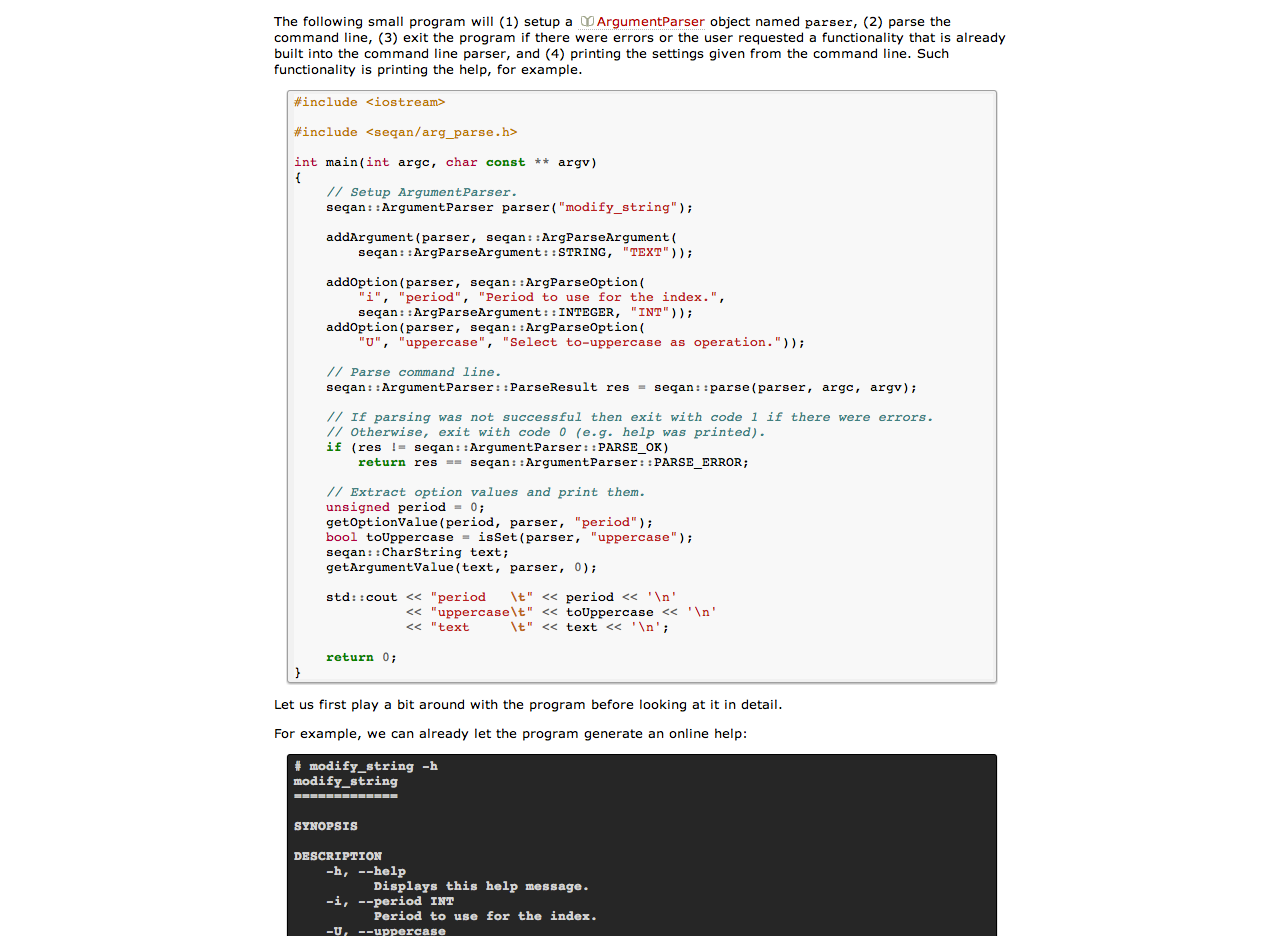 The following small program will (1) setup a ArgumentParser object named parser, (2) parse the
command line, (3) exit the program if there were errors or the user requested a functionality that is already
built into the command line parser, and (4) printing the settings given from the command line. Such
functionality is printing the help, for example.
#include <iostream>
#include <seqan/arg_parse.h>
int main(int argc, char const ** argv)
{
    // Setup ArgumentParser.
    seqan::ArgumentParser parser("modify_string");
    addArgument(parser, seqan::ArgParseArgument(
        seqan::ArgParseArgument::STRING, "TEXT"));
    addOption(parser, seqan::ArgParseOption(
        "i", "period", "Period to use for the index.",
        seqan::ArgParseArgument::INTEGER, "INT"));
    addOption(parser, seqan::ArgParseOption(
        "U", "uppercase", "Select to-uppercase as operation."));
    // Parse command line.
    seqan::ArgumentParser::ParseResult res = seqan::parse(parser, argc, argv);
    // If parsing was not successful then exit with code 1 if there were errors.
    // Otherwise, exit with code 0 (e.g. help was printed).
    if (res != seqan::ArgumentParser::PARSE_OK)
        return res == seqan::ArgumentParser::PARSE_ERROR;
    // Extract option values and print them.
    unsigned period = 0;
    getOptionValue(period, parser, "period");
    bool toUppercase = isSet(parser, "uppercase");
    seqan::CharString text;
    getArgumentValue(text, parser, 0);
    std::cout << "period   \t" << period << '\n'
              << "uppercase\t" << toUppercase << '\n'
              << "text     \t" << text << '\n';
    return 0;
}
Let us first play a bit around with the program before looking at it in detail.
For example, we can already let the program generate an online help:
# modify_string -h
modify_string
=============
SYNOPSIS
DESCRIPTION
    -h, --help
          Displays this help message.
    -i, --period INT
          Period to use for the index.
    -U, --uppercase